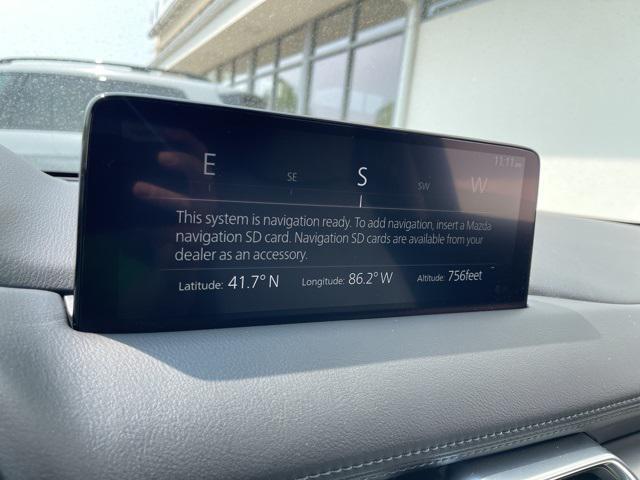 11:11
E SE S SW W
This system is navigation ready. To add navigation, insert a Mazda
navigation SD card. Navigation SD cards are available from your
dealer as an accessory.
Latitude: 41.7° N Longitude: 86.2° W Altitude: 756feet